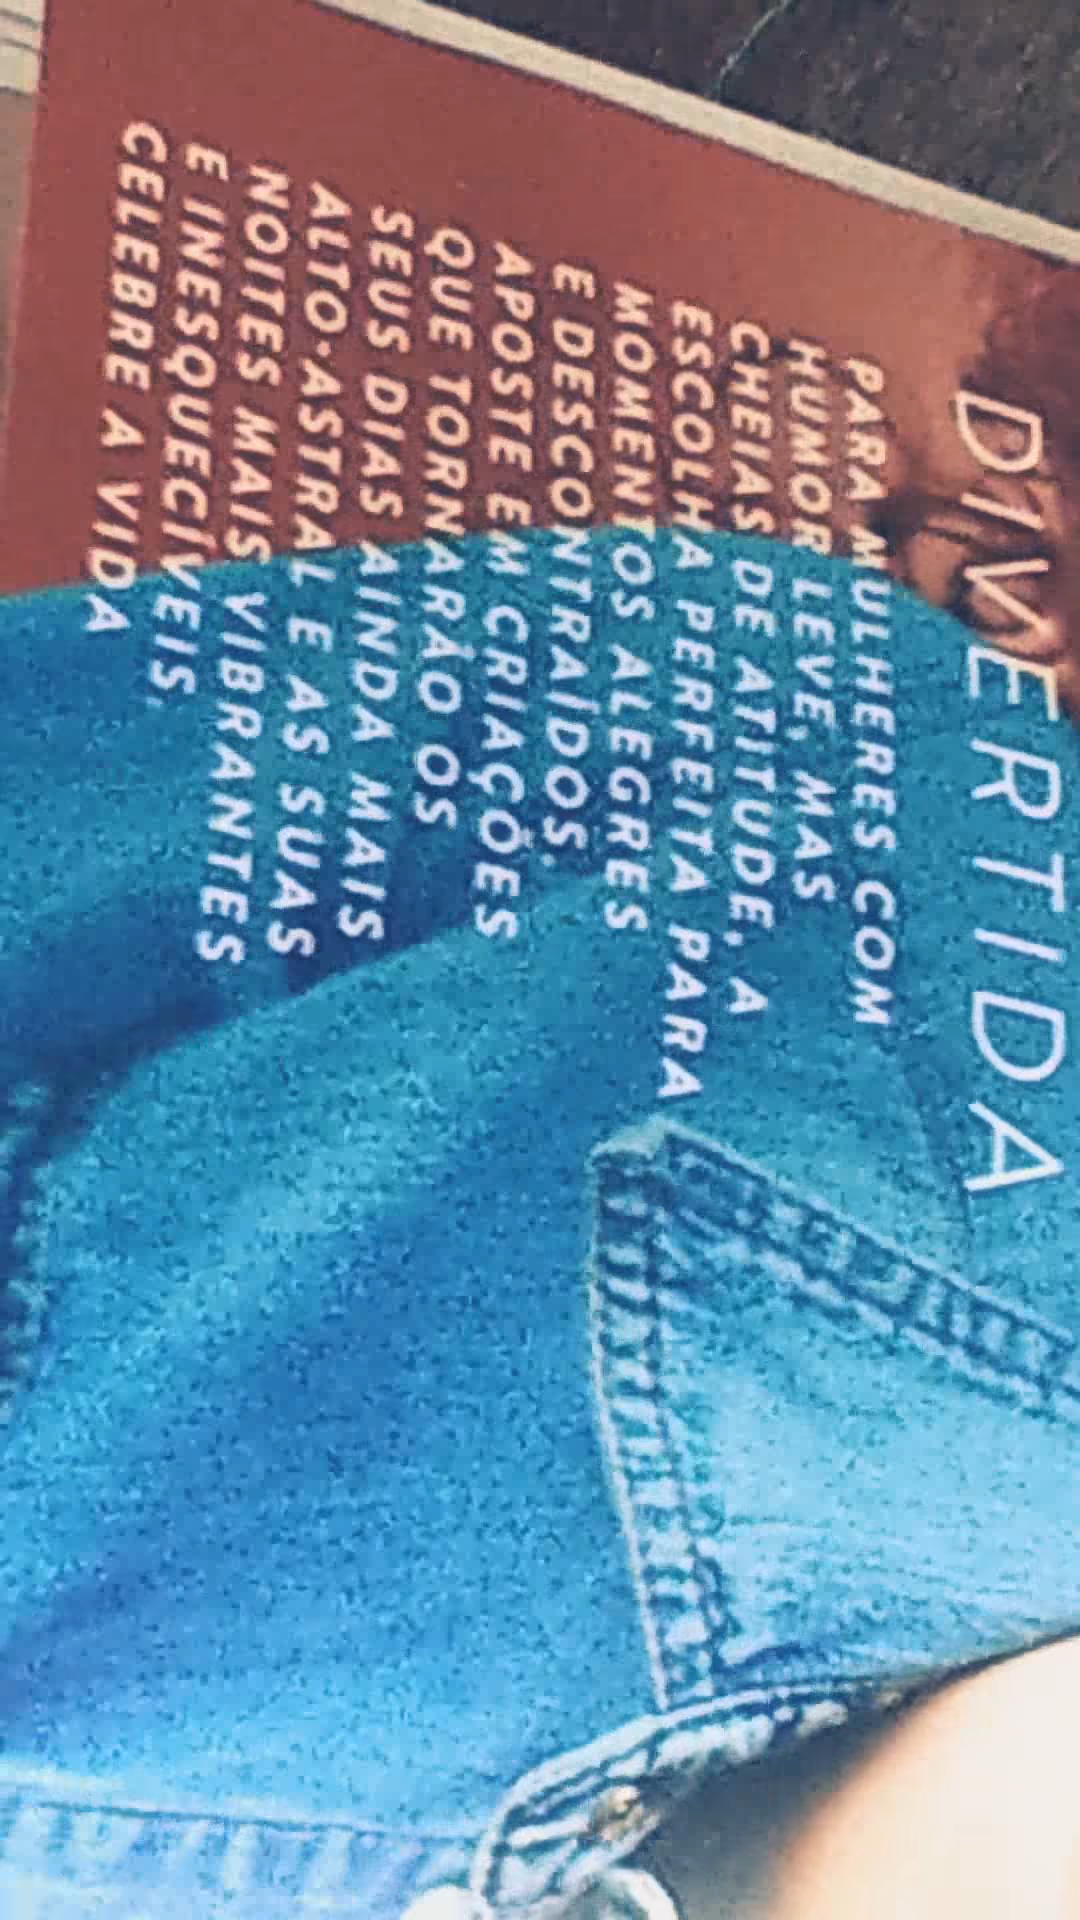 DIVERTIDA
PARA MULHERES COM
HUMOR LEVE, MAS
CHEIAS DE ATITUDE, A
ESCOLHA PERFEITA PARA
MOMENTOS ALEGRES
E DESCONTRAÍDOS.
APOSTE EM CRIAÇÕES
QUE TORNARÃO OS
SEUS DIAS AINDA MAIS
ALTO-ASTRAL E AS SUAS
NOITES MAIS VIBRANTES
E INESQUECÍVEIS.
CELEBRE A VIDA